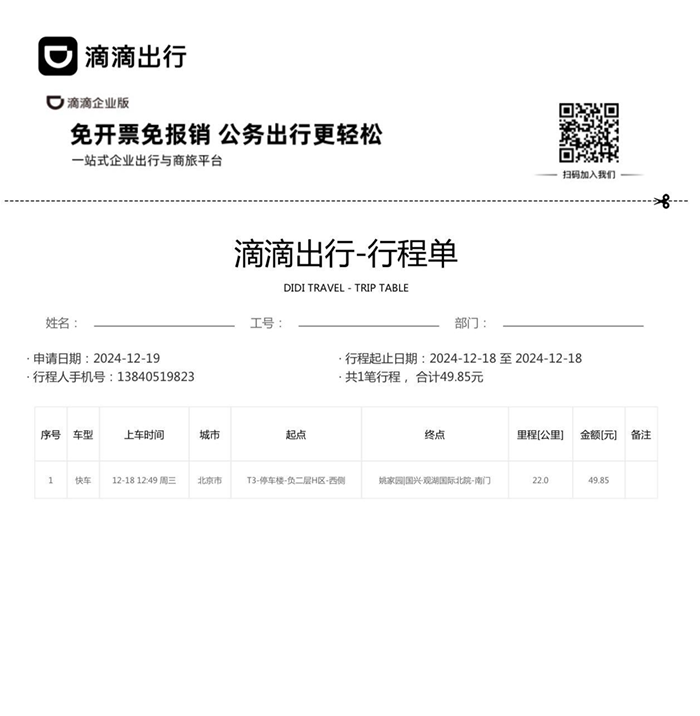 滴滴出行
滴滴企业版
免开票免报销 公务出行更轻松
一站式企业出行与商旅平台
扫码加入我们
滴滴出行-行程单
DIDI TRAVEL - TRIP TABLE
姓名： 工号： 部门：
· 申请日期：2024-12-19 · 行程起止日期：2024-12-18 至 2024-12-18
· 行程人手机号：13840519823 · 共1笔行程， 合计49.85元
序号 车型 上车时间 城市 起点 终点 里程[公里] 金额[元] 备注
1 快车 12-18 12:49 周三 北京市 T3-停车楼-负二层H区-西侧 姚家园|国兴·观湖国际北院-南门 22.0 49.85